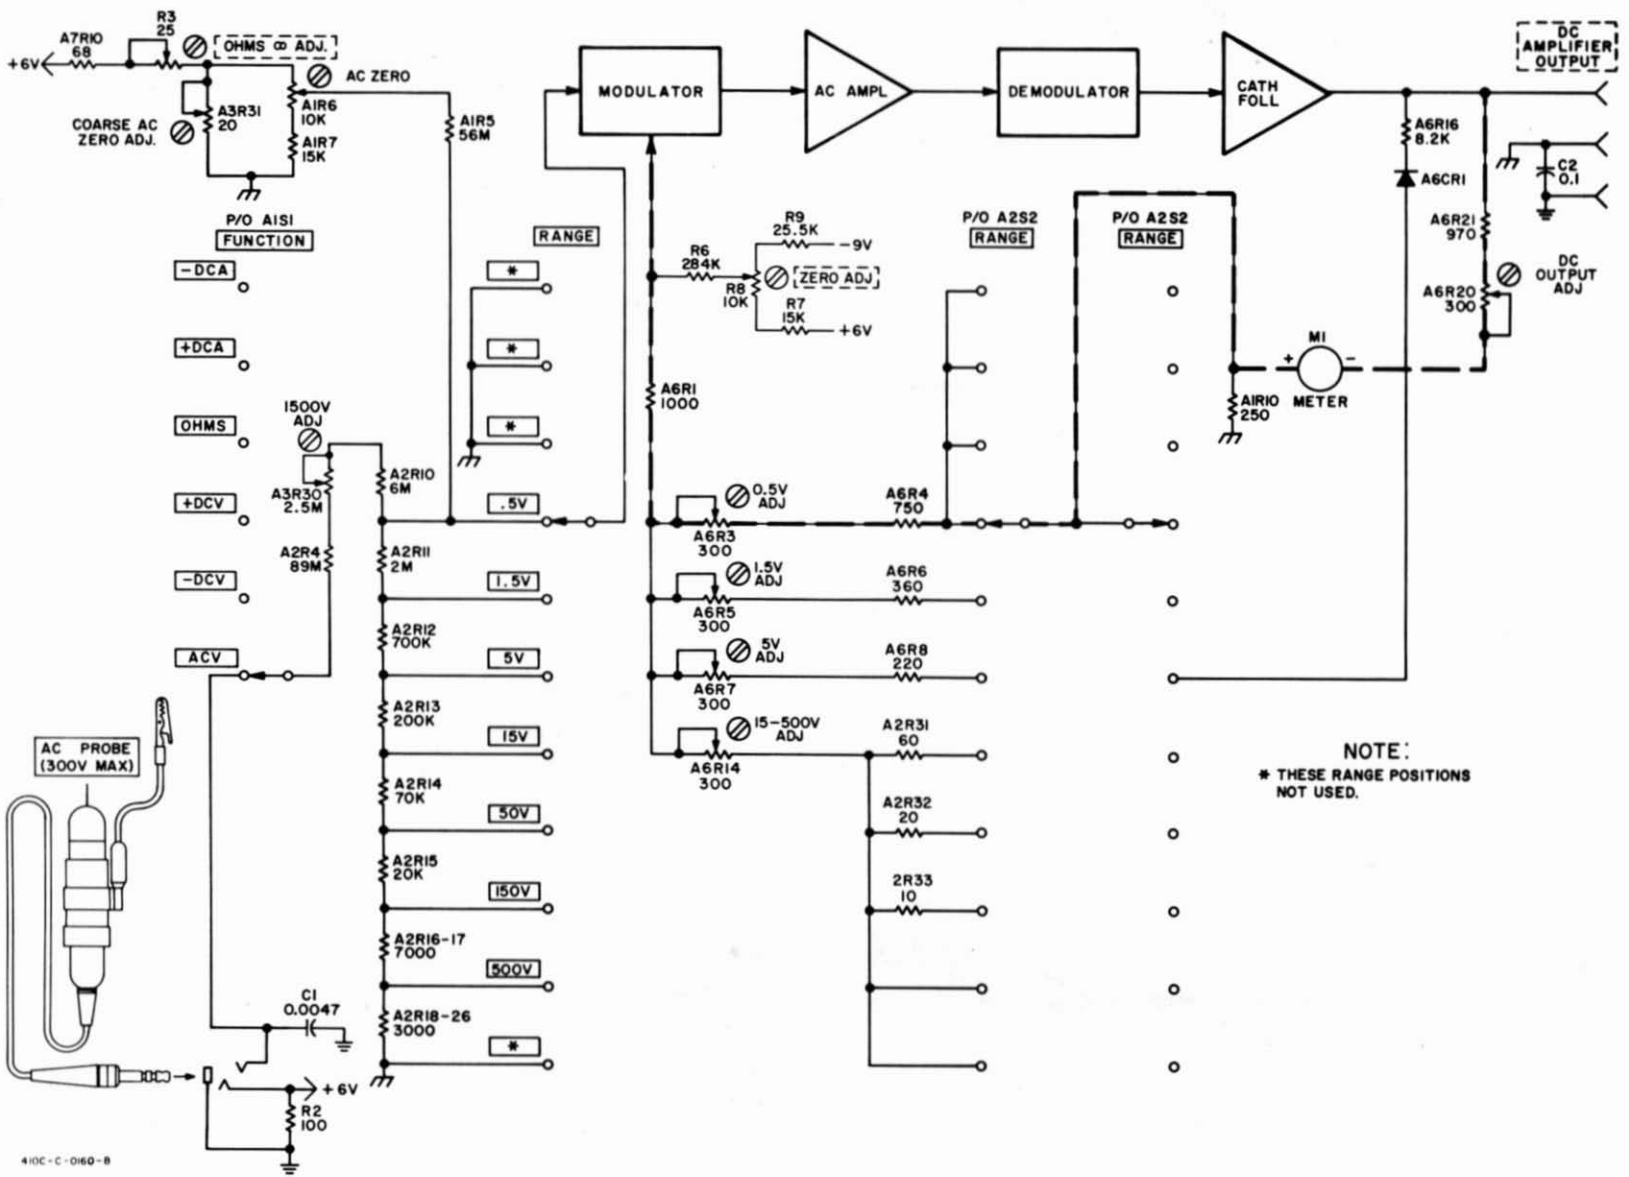 R3
25
A7R10
68
+6V
OHMS ∞ ADJ.
AC ZERO
A3R31
20
A1R6
10K
COARSE AC
ZERO ADJ.
A1R7
15K
A1R5
56M
MODULATOR
AC AMPL
DEMODULATOR
CATH
FOLL
DC
AMPLIFIER
OUTPUT
A6R16
8.2K
A6CR1
C2
0.1
A6R21
970
DC
OUTPUT
ADJ
A6R20
300
P/O A1S1
FUNCTION
RANGE
P/O A2S2
RANGE
P/O A2S2
RANGE
R9
25.5K
-9V
R6
284K
R8
10K
ZERO ADJ
R7
15K
+6V
-DCA
+DCA
OHMS
+DCV
-DCV
ACV
*
*
*
.5V
1.5V
5V
15V
50V
150V
500V
*
1500V
ADJ
A3R30
2.5M
A2R4
89M
A2R10
6M
A2R11
2M
A2R12
700K
A2R13
200K
A2R14
70K
A2R15
20K
A2R16-17
7000
A2R18-26
3000
A6R1
1000
0.5V
ADJ
A6R3
300
A6R4
750
1.5V
ADJ
A6R5
300
A6R6
360
5V
ADJ
A6R7
300
A6R8
220
15-500V
ADJ
A6R14
300
A2R31
60
A2R32
20
2R33
10
M1
+
-
METER
A1R10
250
NOTE:
* THESE RANGE POSITIONS
NOT USED.
AC PROBE
(300V MAX)
C1
0.0047
+6V
R2
100
410C-C-0160-B